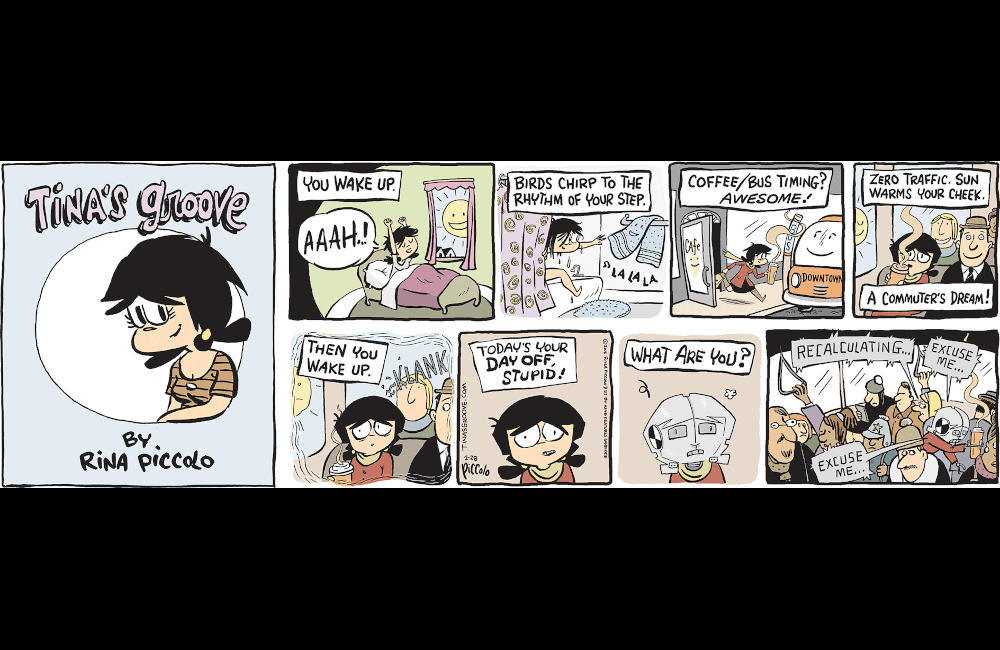 TINA'S groove
BY
RINA PICCOLO
YOU WAKE UP.
AAAH..!
BIRDS CHIRP TO THE
RHYTHM OF YOUR STEP.
LA LA LA
COFFEE/BUS TIMING?
AWESOME!
CAFe
DOWNTOWN
ZERO TRAFFIC. SUN
WARMS YOUR CHEEK.
A COMMUTER'S DREAM!
THEN YOU
WAKE UP.
KLANK
TINASGROOVE.COM
TODAY'S YOUR
DAY OFF,
STUPID!
2-28
PICCOLO
WHAT ARE YOU?
RECALCULATING...
EXCUSE
ME...
EXCUSE
ME...